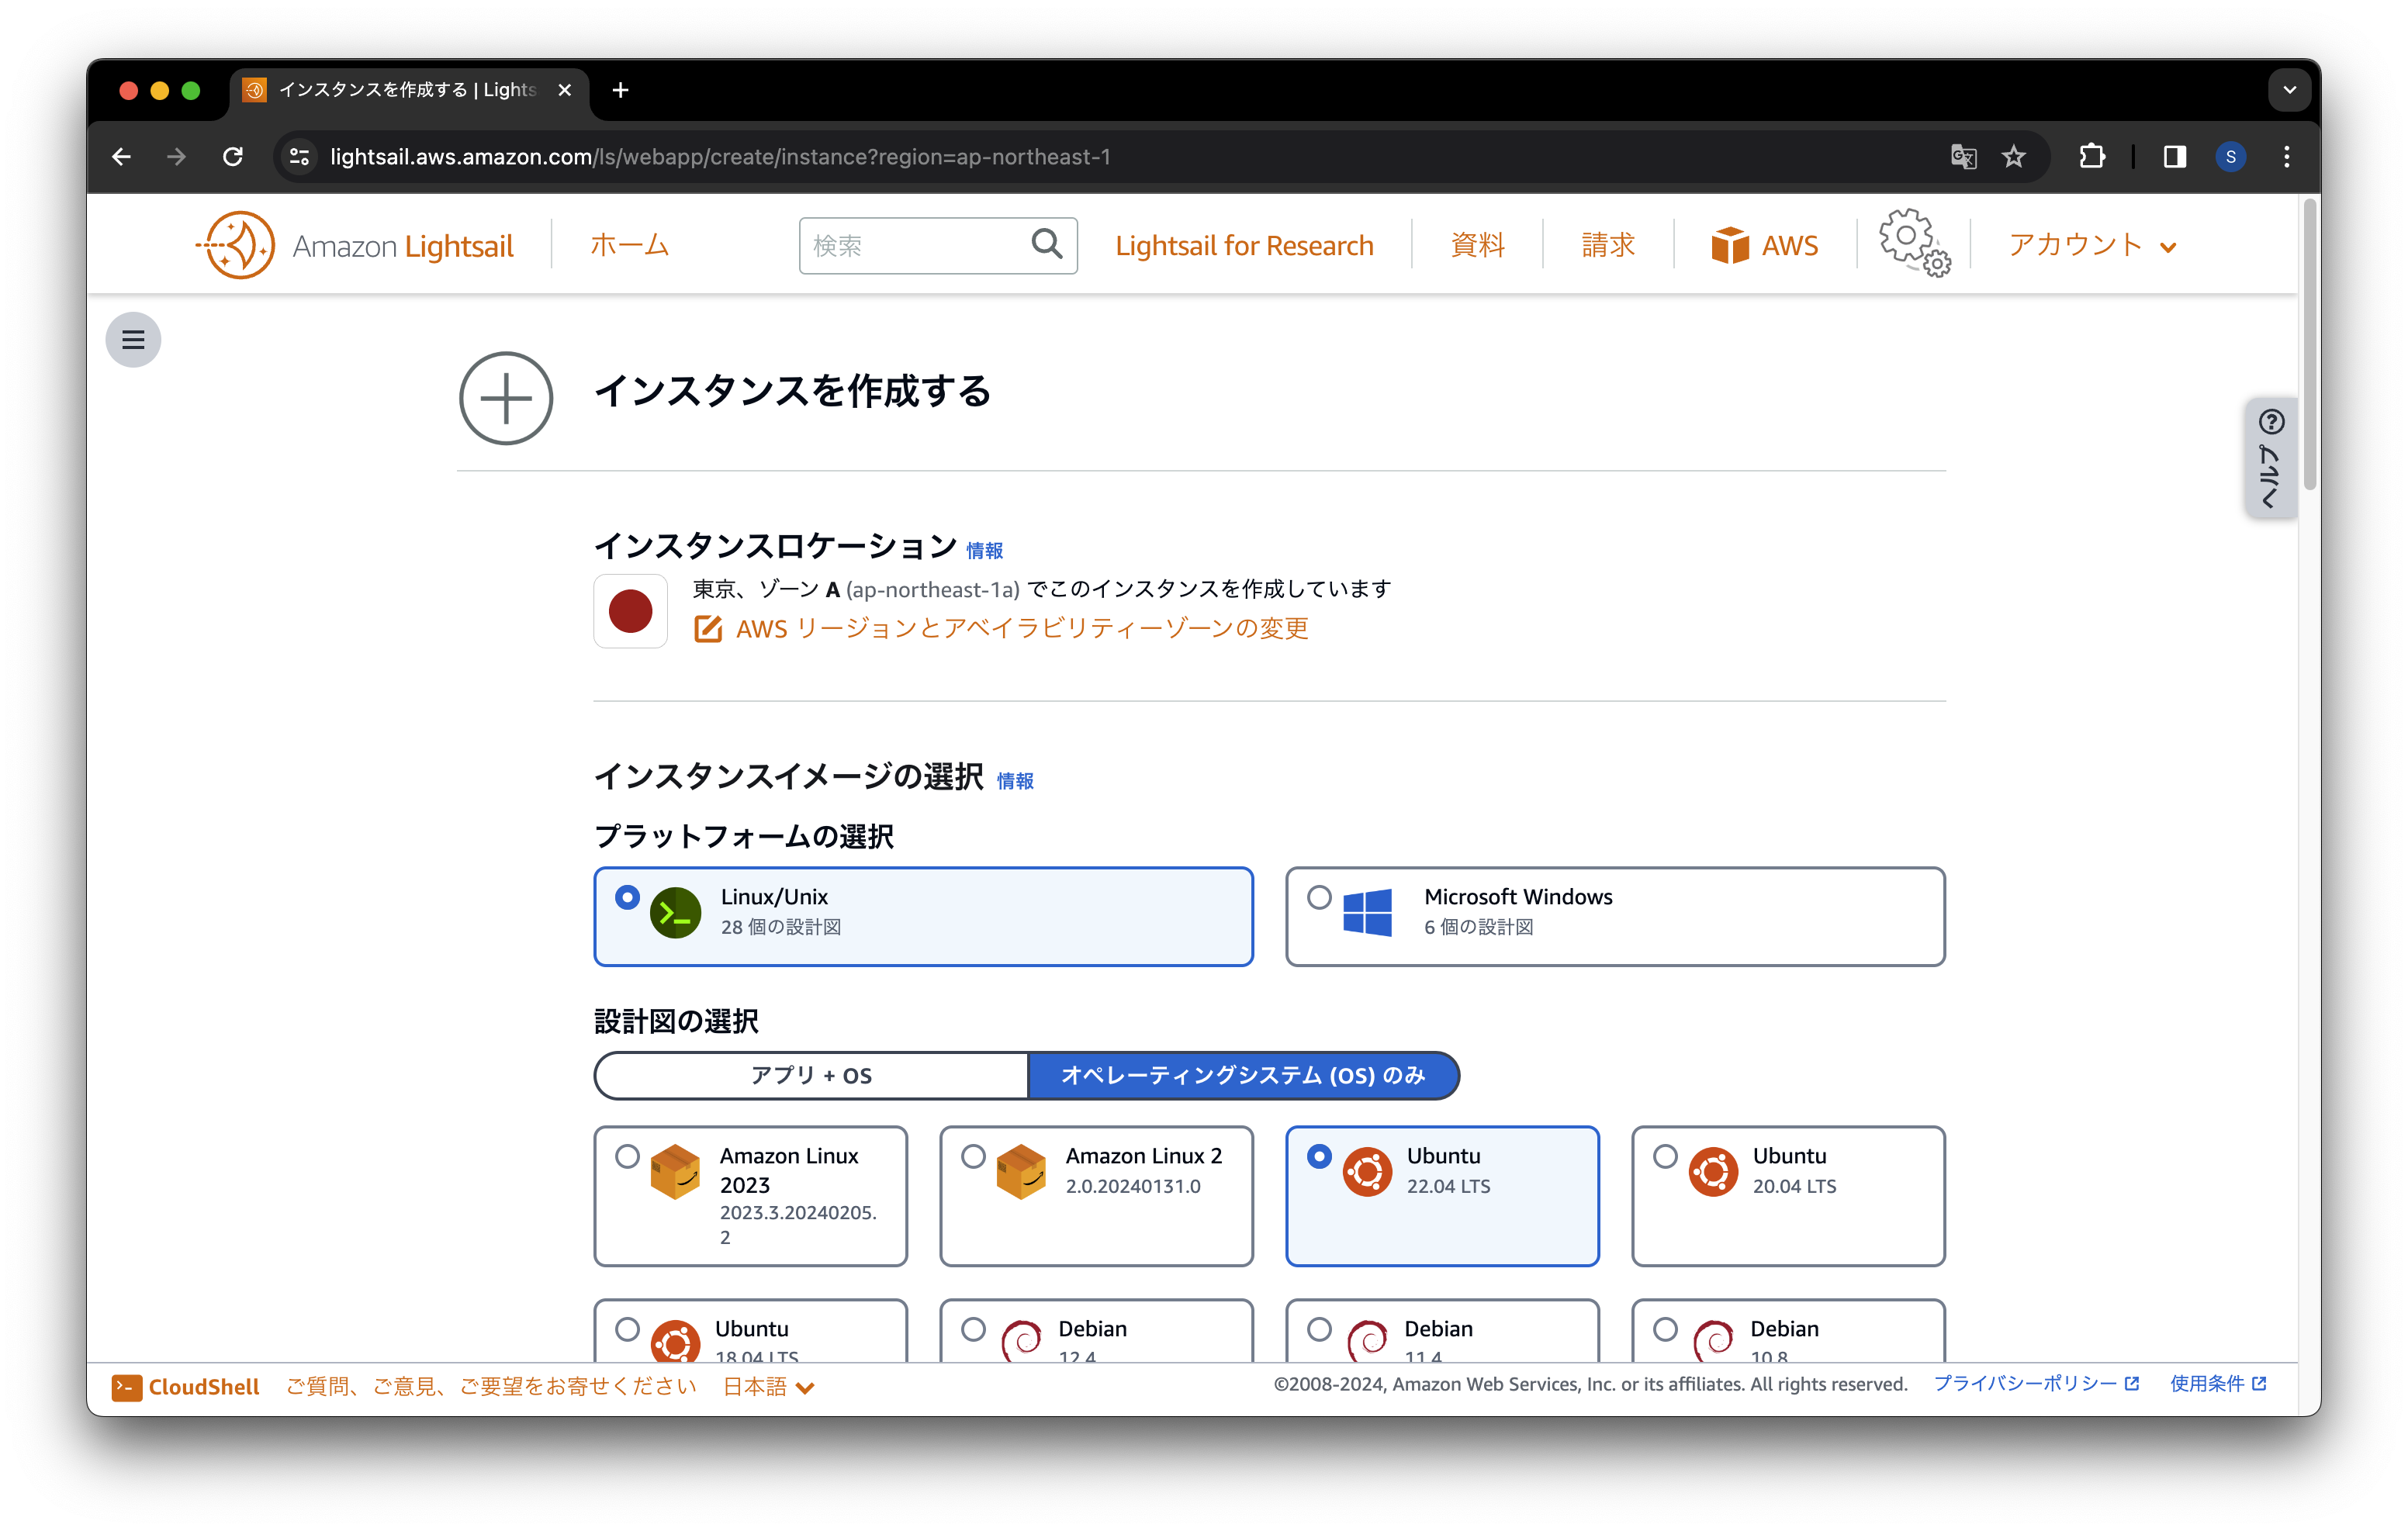 インスタンスを作成する | Lights
lightsail.aws.amazon.com/ls/webapp/create/instance?region=ap-northeast-1
S
Amazon Lightsail
ホーム
検索
Lightsail for Research
資料
請求
AWS
アカウント
インスタンスを作成する
ヘルプ
インスタンスロケーション 情報
東京、ゾーン A (ap-northeast-1a) でこのインスタンスを作成しています
AWS リージョンとアベイラビリティーゾーンの変更
インスタンスイメージの選択 情報
プラットフォームの選択
Linux/Unix
28 個の設計図
Microsoft Windows
6 個の設計図
設計図の選択
アプリ + OS
オペレーティングシステム (OS) のみ
Amazon Linux
2023
2023.3.20240205.
2
Amazon Linux 2
2.0.20240131.0
Ubuntu
22.04 LTS
Ubuntu
20.04 LTS
Ubuntu
18.04 LTS
Debian
12.4
Debian
11.4
Debian
10.8
CloudShell
ご質問、ご意見、ご要望をお寄せください
日本語
©2008-2024, Amazon Web Services, Inc. or its affiliates. All rights reserved.
プライバシーポリシー
使用条件